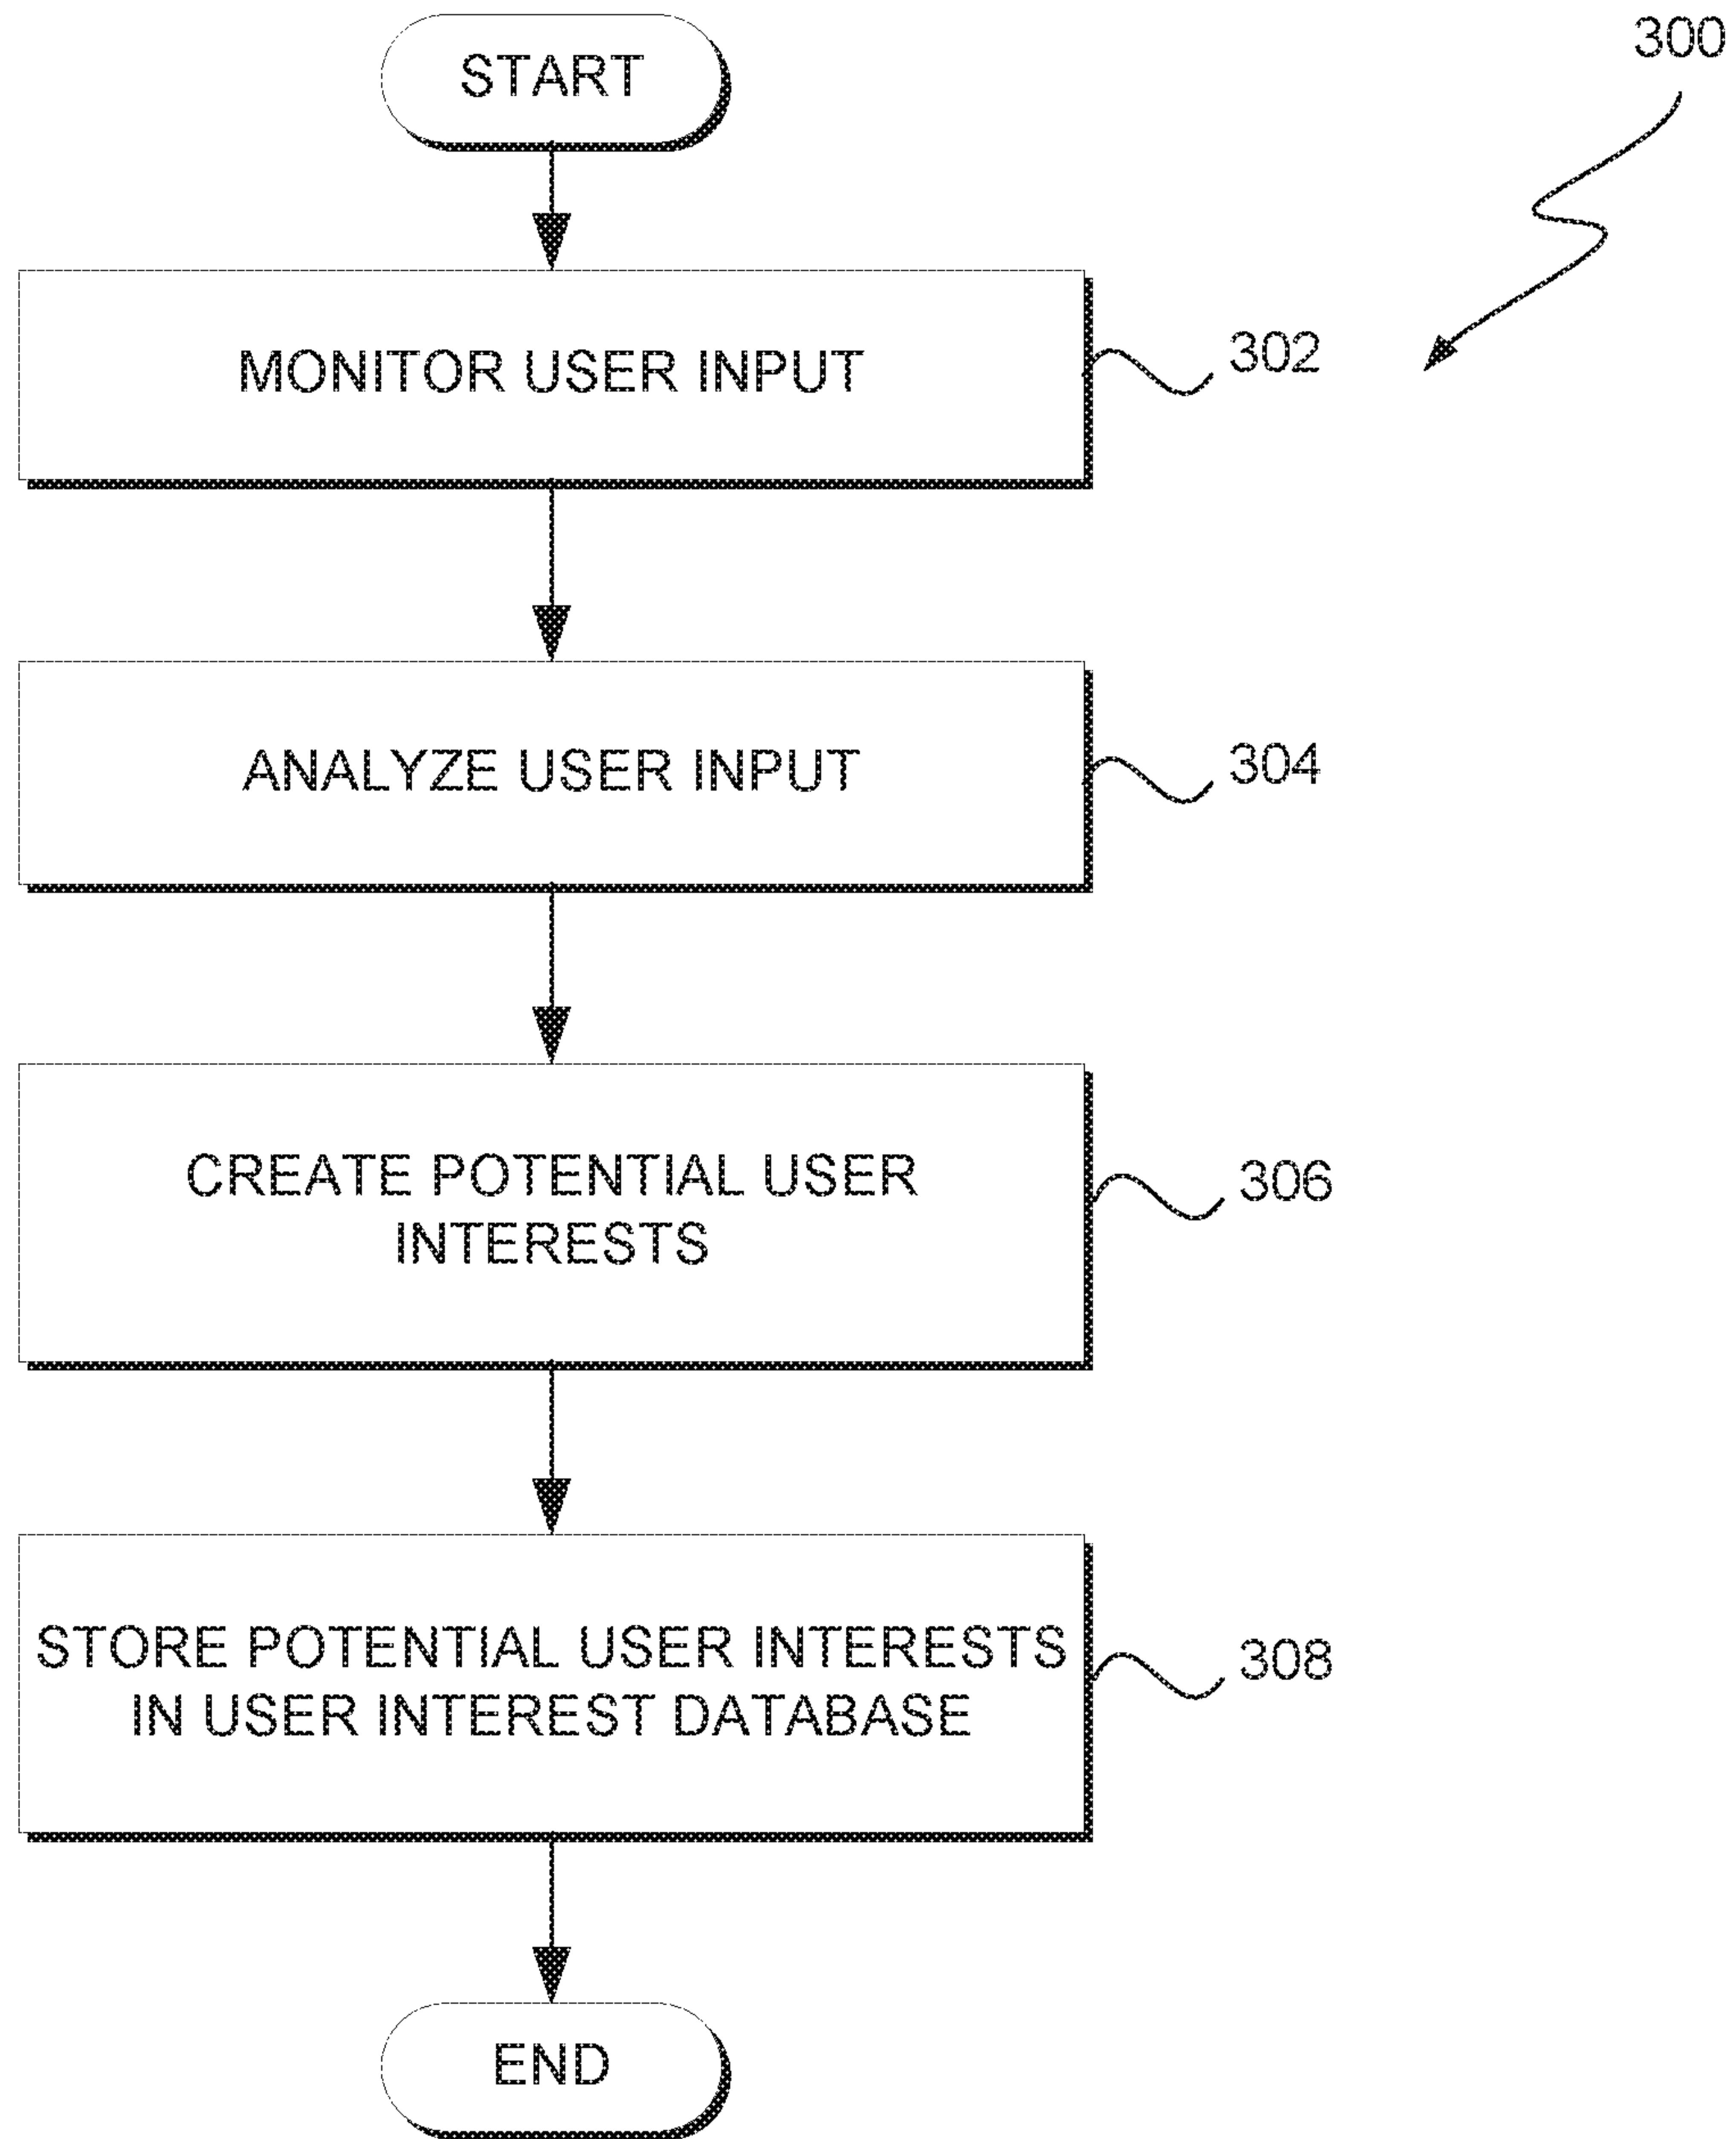 START
300
MONITOR USER INPUT
302
ANALYZE USER INPUT
304
CREATE POTENTIAL USER
INTERESTS
306
STORE POTENTIAL USER INTERESTS
IN USER INTEREST DATABASE
308
END